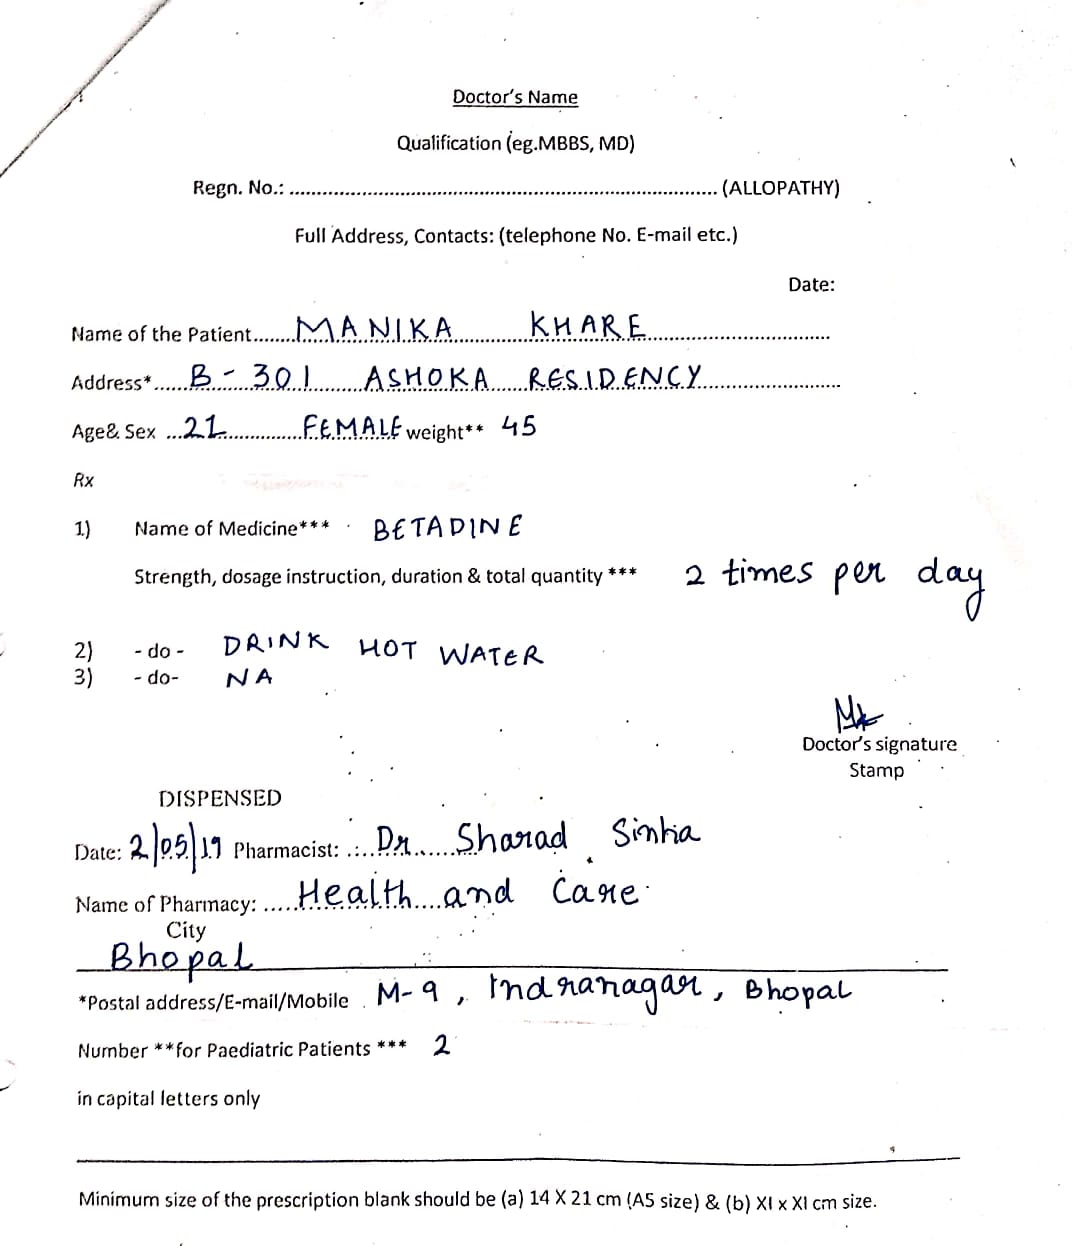 Doctor's Name
Qualification (eg.MBBS, MD)
Regn. No.: ........................................................................ (ALLOPATHY)
Full Address, Contacts: (telephone No. E-mail etc.)
Date:
Name of the Patient........MANIKA KHARE
Address*......B - 301 ASHOKA RESIDENCY
Age& Sex ...21 FEMALE weight** 45
Rx
1) Name of Medicine*** BETADINE
Strength, dosage instruction, duration & total quantity *** 2 times per day
2) - do - DRINK HOT WATER
3) - do- NA
Doctor's signature
Stamp
DISPENSED
Date: 2/05/19 Pharmacist: .....Dr. Sharad Sinha
Name of Pharmacy: .....Health and Care
City
Bhopal
*Postal address/E-mail/Mobile M-9, Indranagar, Bhopal
Number **for Paediatric Patients *** 2
in capital letters only
Minimum size of the prescription blank should be (a) 14 X 21 cm (A5 size) & (b) XI x XI cm size.